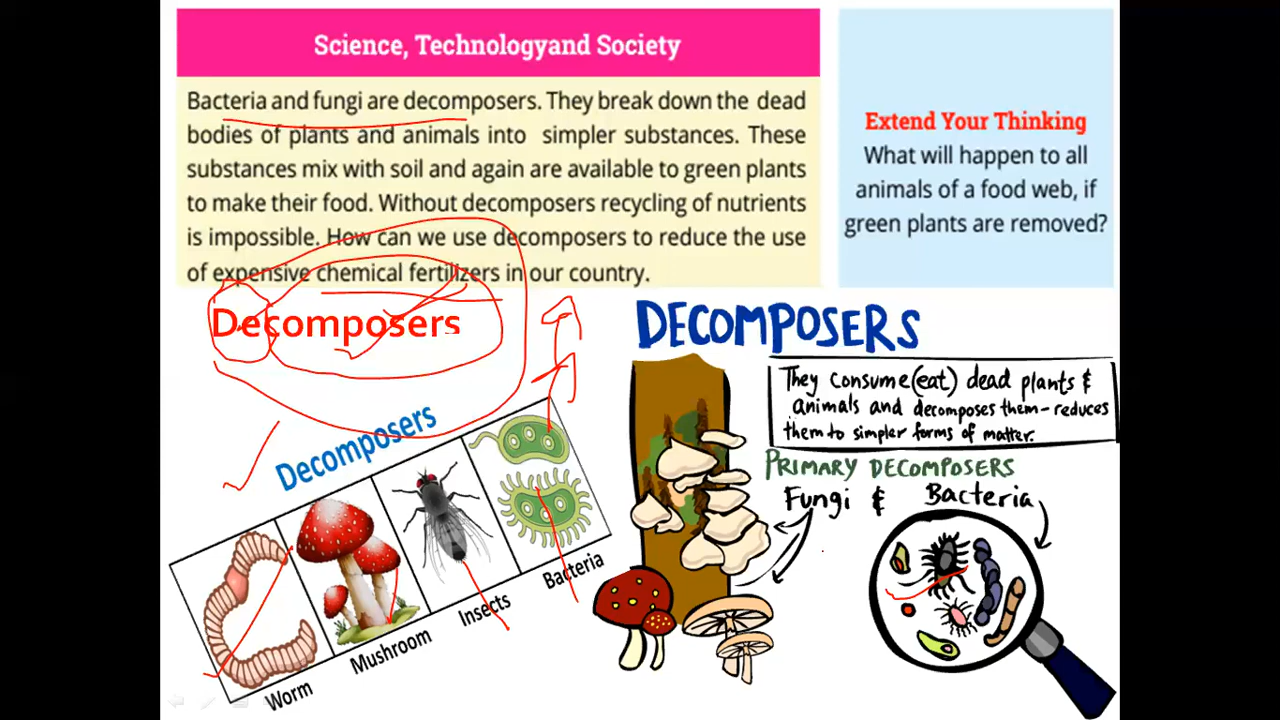 Science, Technologyand Society
Bacteria and fungi are decomposers. They break down the dead
bodies of plants and animals into simpler substances. These
substances mix with soil and again are available to green plants
to make their food. Without decomposers recycling of nutrients
is impossible. How can we use decomposers to reduce the use
of expensive chemical fertilizers in our country.
Extend Your Thinking
What will happen to all
animals of a food web, if
green plants are removed?
Decomposers
Decomposers
Worm
Mushroom
Insects
Bacteria
DECOMPOSERS
They consume (eat) dead plants &
animals and decomposes them - reduces
them to simpler forms of matter.
PRIMARY DECOMPOSERS
Fungi & Bacteria